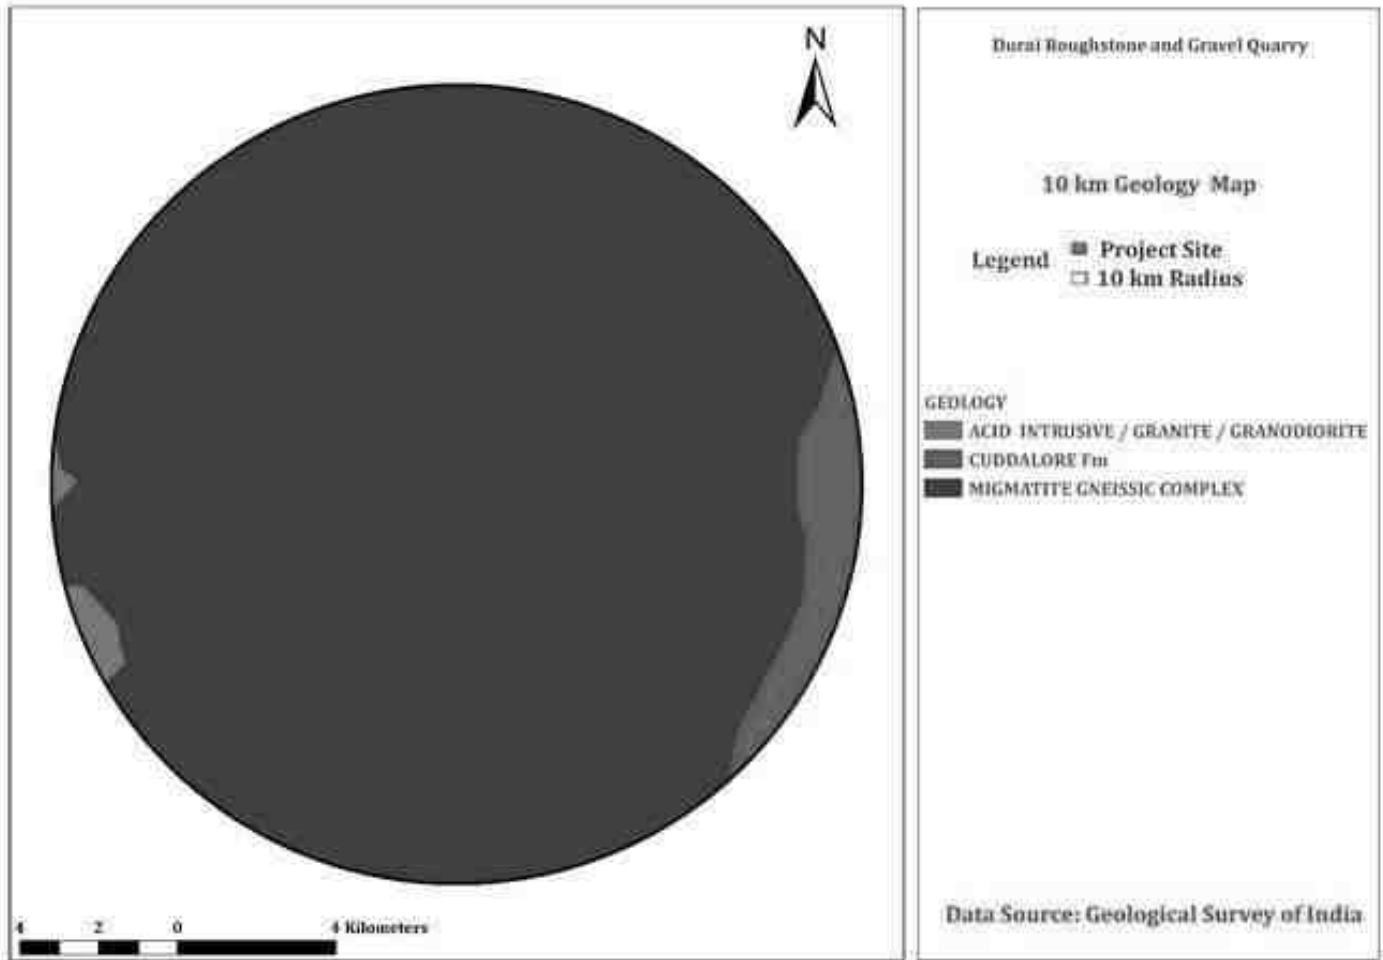 N
Durai Roughstone and Gravel Quarry
10 km Geology Map
Legend
Project Site
10 km Radius
GEOLOGY
ACID INTRUSIVE / GRANITE / GRANODIORITE
CUDDALORE Fm
MIGMATITE GNEISSIC COMPLEX
4 2 0 4 Kilometers
Data Source: Geological Survey of India